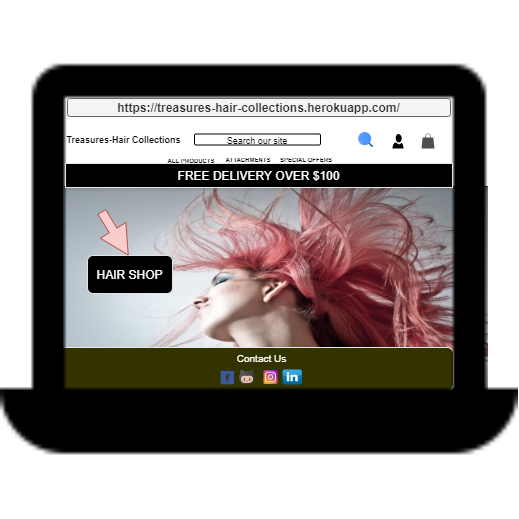 https://treasures-hair-collections.herokuapp.com/
Treasures-Hair Collections
Search our site
ALL PRODUCTS ATTACHMENTS SPECIAL OFFERS
FREE DELIVERY OVER $100
HAIR SHOP
Contact Us
f in